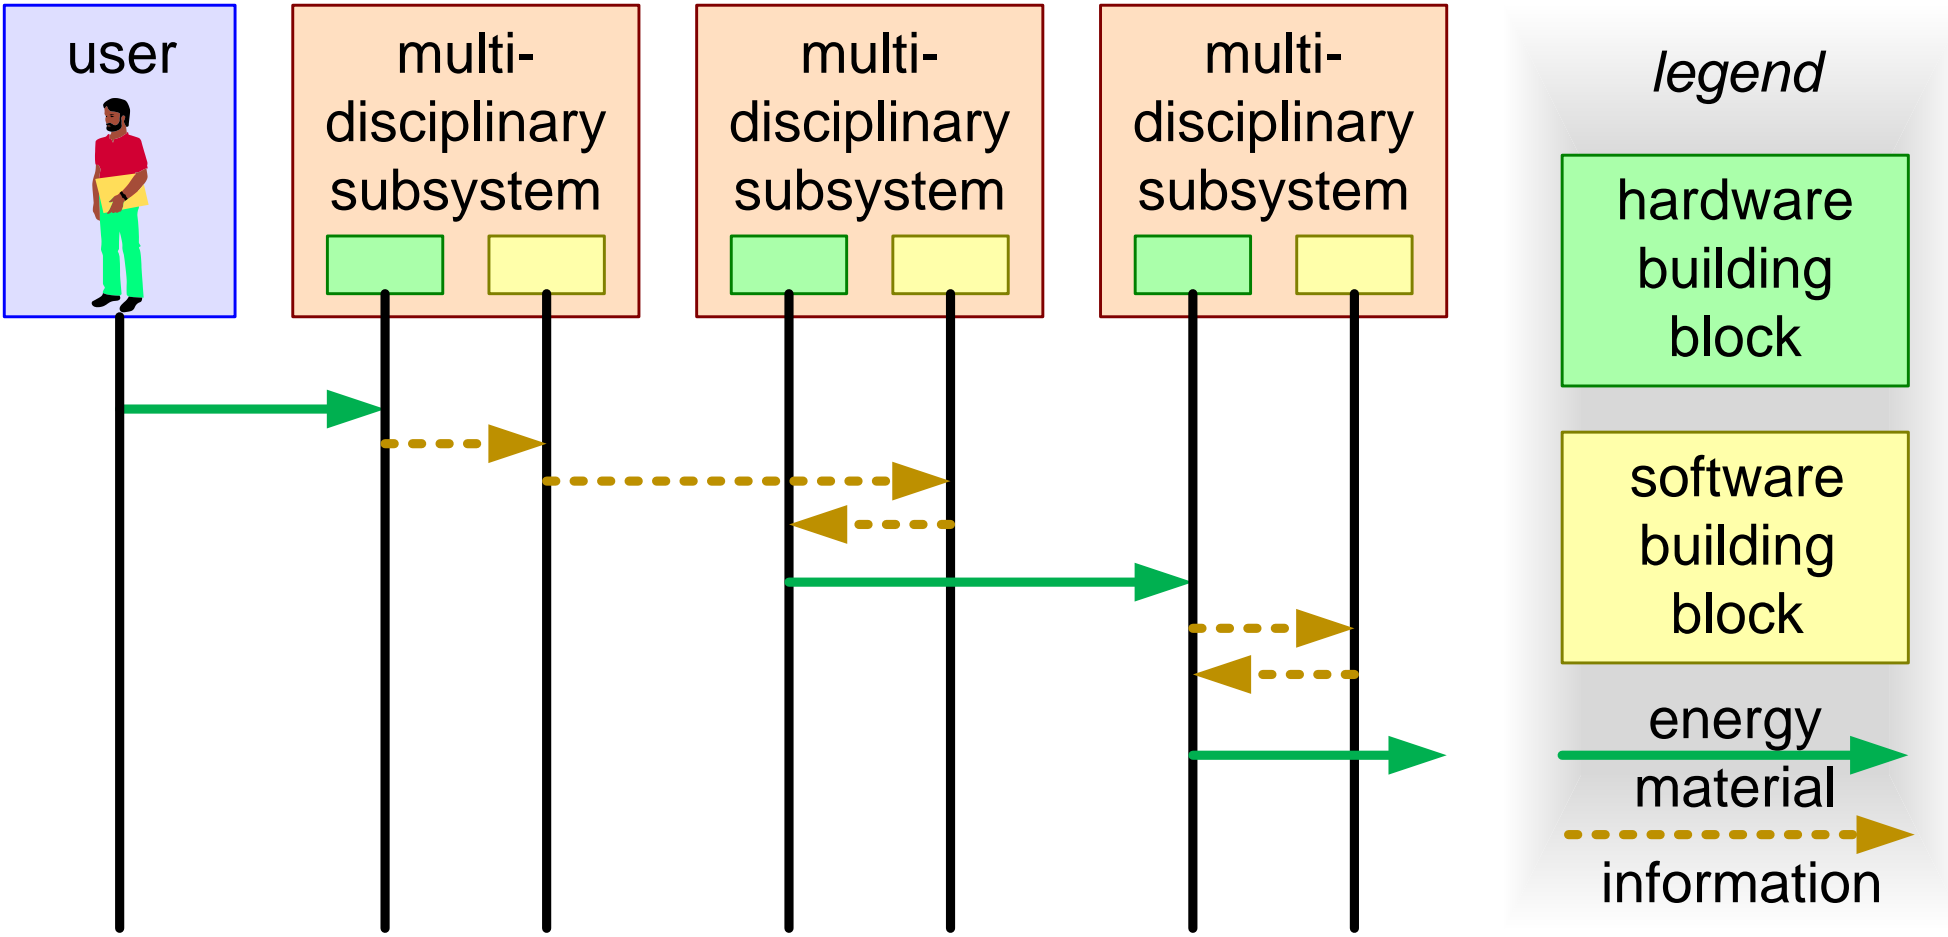 user
multi-
disciplinary
subsystem
multi-
disciplinary
subsystem
multi-
disciplinary
subsystem
legend
hardware
building
block
software
building
block
energy
material
information